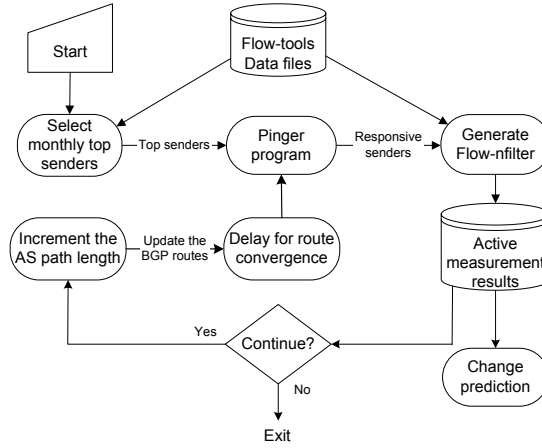 Start
Flow-tools
Data files
Select
monthly top
senders
Top senders
Pinger
program
Responsive
senders
Generate
Flow-nfilter
Increment the
AS path length
Update the
BGP routes
Delay for route
convergence
Active
measurement
results
Yes
Continue?
No
Change
prediction
Exit